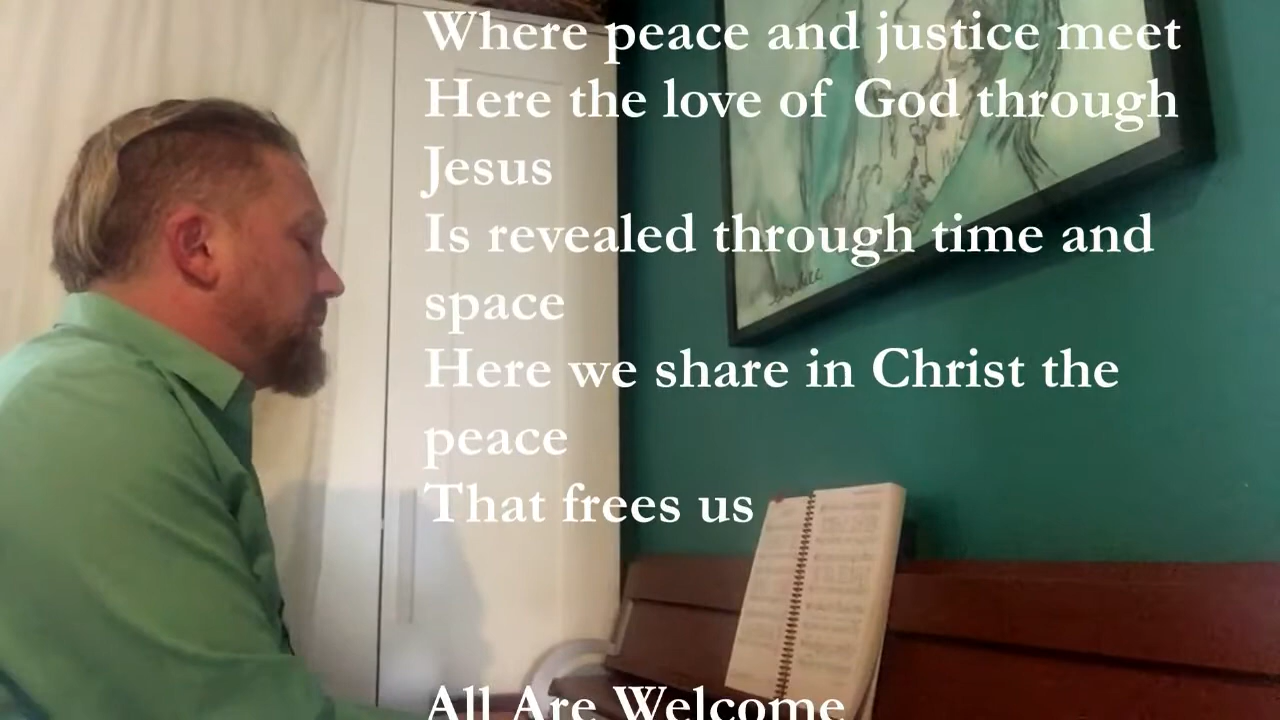 Where peace and justice meet
Here the love of God through
Jesus
Is revealed through time and
space
Here we share in Christ the
peace
That frees us
All Are Welcome